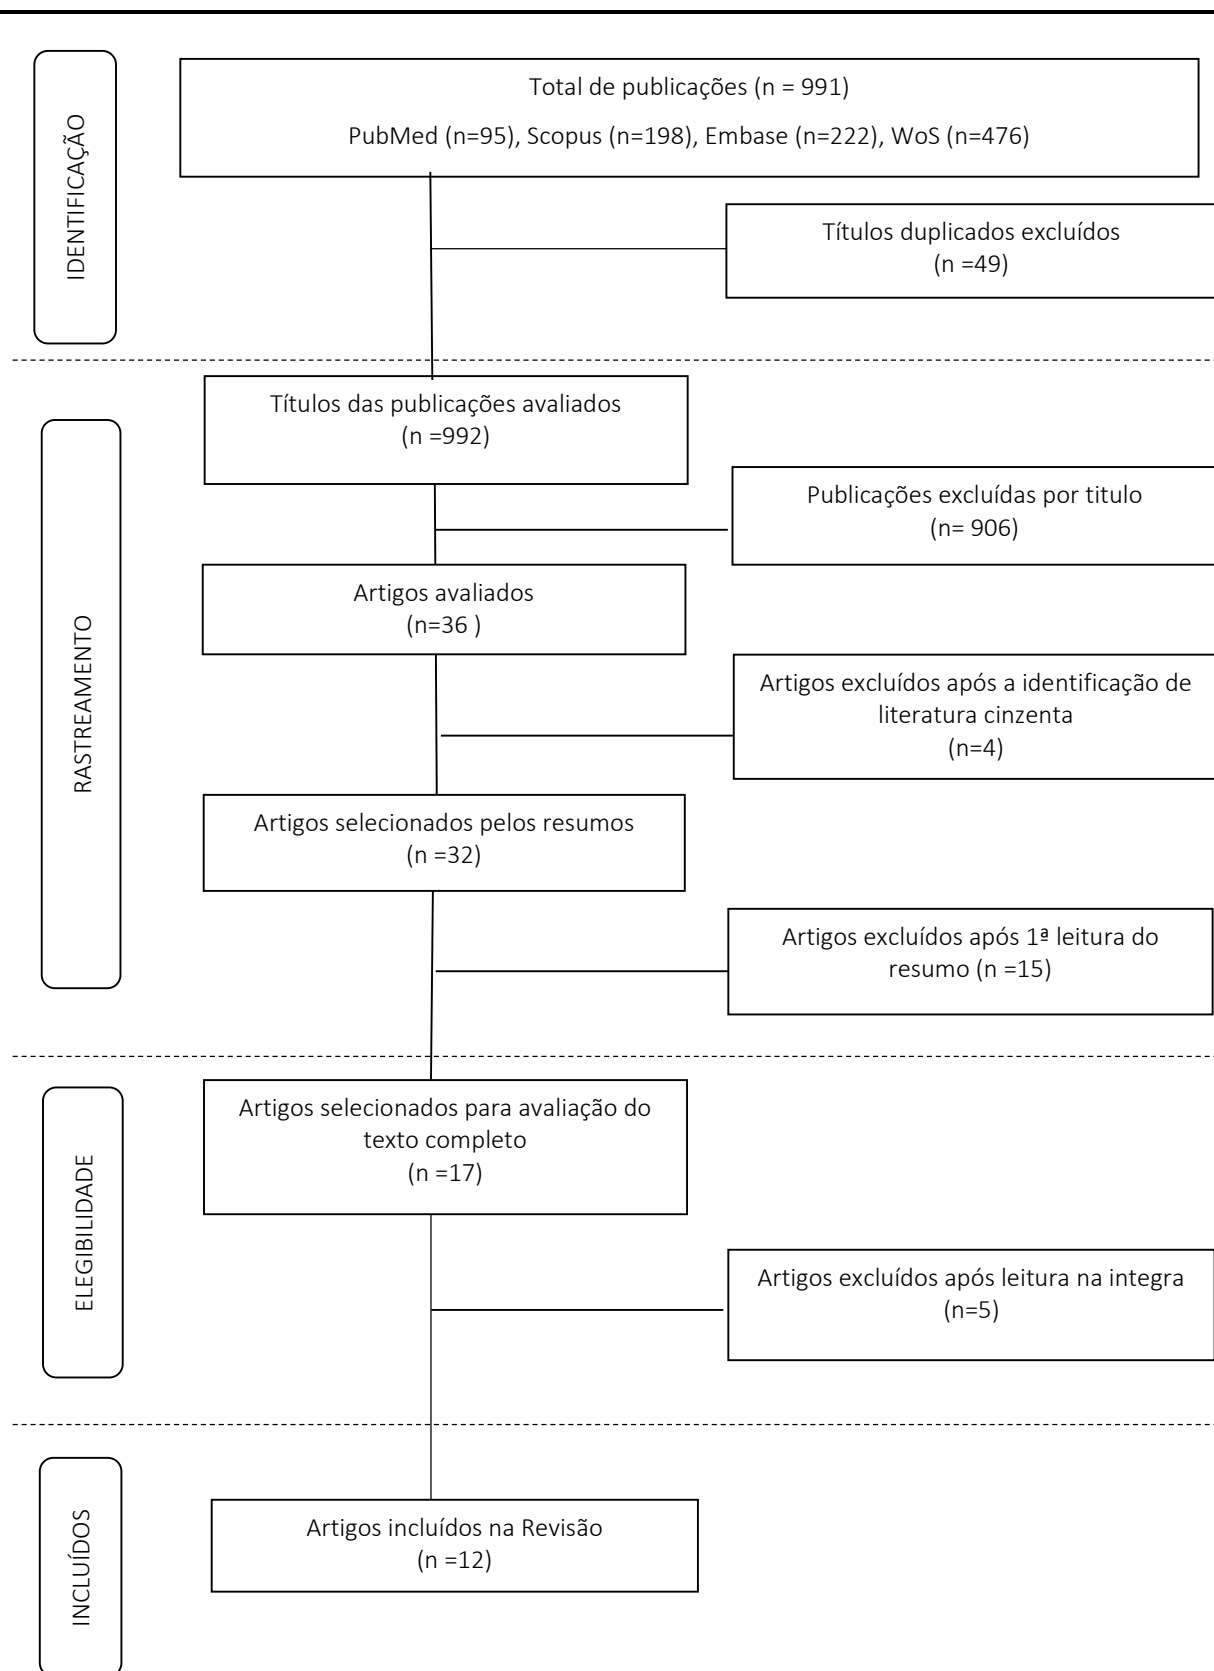 IDENTIFICAÇÃO
Total de publicações (n = 991)
PubMed (n=95), Scopus (n=198), Embase (n=222), WoS (n=476)
Títulos duplicados excluídos
(n =49)
RASTREAMENTO
Títulos das publicações avaliados
(n =992)
Publicações excluídas por titulo
(n= 906)
Artigos avaliados
(n=36 )
Artigos excluídos após a identificação de
literatura cinzenta
(n=4)
Artigos selecionados pelos resumos
(n =32)
Artigos excluídos após 1ª leitura do
resumo (n =15)
ELEGIBILIDADE
Artigos selecionados para avaliação do
texto completo
(n =17)
Artigos excluídos após leitura na integra
(n=5)
INCLUÍDOS
Artigos incluídos na Revisão
(n =12)